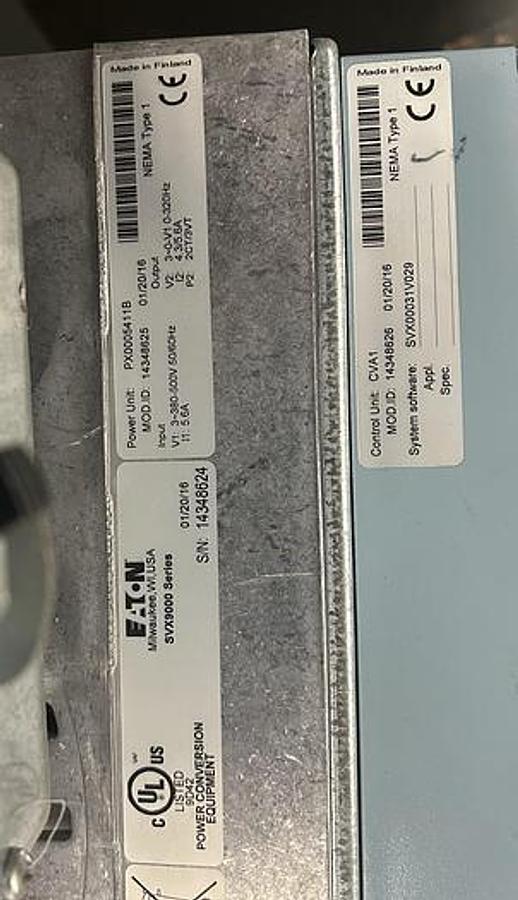 Made in Finland
Power Unit: PX0005411B
MOD.ID: 14348625 01/20/16
NEMA Type 1
CE
Input
V1: 3~380-500V 50/60Hz
I1: 5.6A
Output
V2: 3~0-V1 0-320Hz
I2: 4.3/5.6A
P2: 2CT/3VT
EATON
Milwaukee,WI,USA
SVX9000 Series
01/20/16
S/N: 14348624
C UL US
LISTED
9D42
POWER CONVERSION
EQUIPMENT
Made in Finland
Control Unit: CVA1
MOD.ID: 14348626 01/20/16
NEMA Type 1
CE
System software: SVX00031V029
Appl.
Spec.